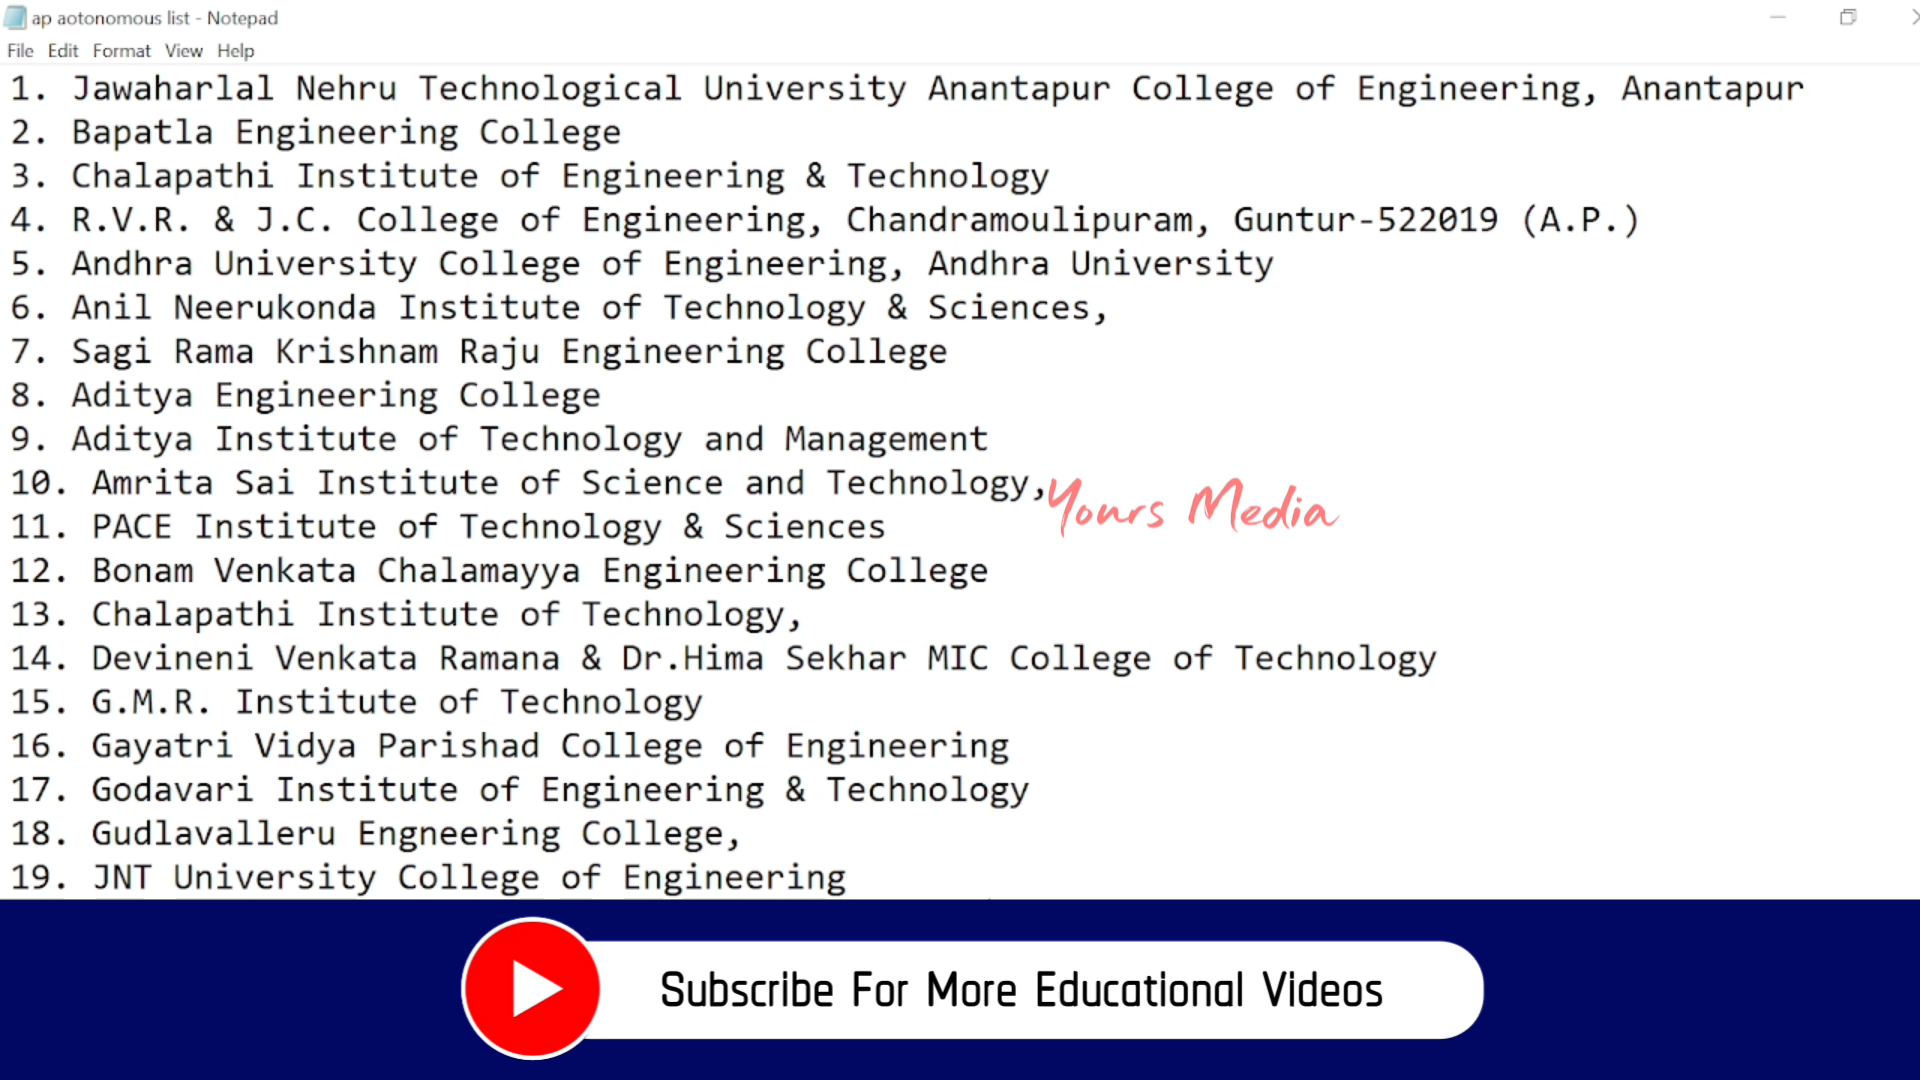 ap aotonomous list - Notepad
File Edit Format View Help
1. Jawaharlal Nehru Technological University Anantapur College of Engineering, Anantapur
2. Bapatla Engineering College
3. Chalapathi Institute of Engineering & Technology
4. R.V.R. & J.C. College of Engineering, Chandramoulipuram, Guntur-522019 (A.P.)
5. Andhra University College of Engineering, Andhra University
6. Anil Neerukonda Institute of Technology & Sciences,
7. Sagi Rama Krishnam Raju Engineering College
8. Aditya Engineering College
9. Aditya Institute of Technology and Management
10. Amrita Sai Institute of Science and Technology,
Yours Media
11. PACE Institute of Technology & Sciences
12. Bonam Venkata Chalamayya Engineering College
13. Chalapathi Institute of Technology,
14. Devineni Venkata Ramana & Dr.Hima Sekhar MIC College of Technology
15. G.M.R. Institute of Technology
16. Gayatri Vidya Parishad College of Engineering
17. Godavari Institute of Engineering & Technology
18. Gudlavalleru Engneering College,
19. JNT University College of Engineering
Subscribe For More Educational Videos